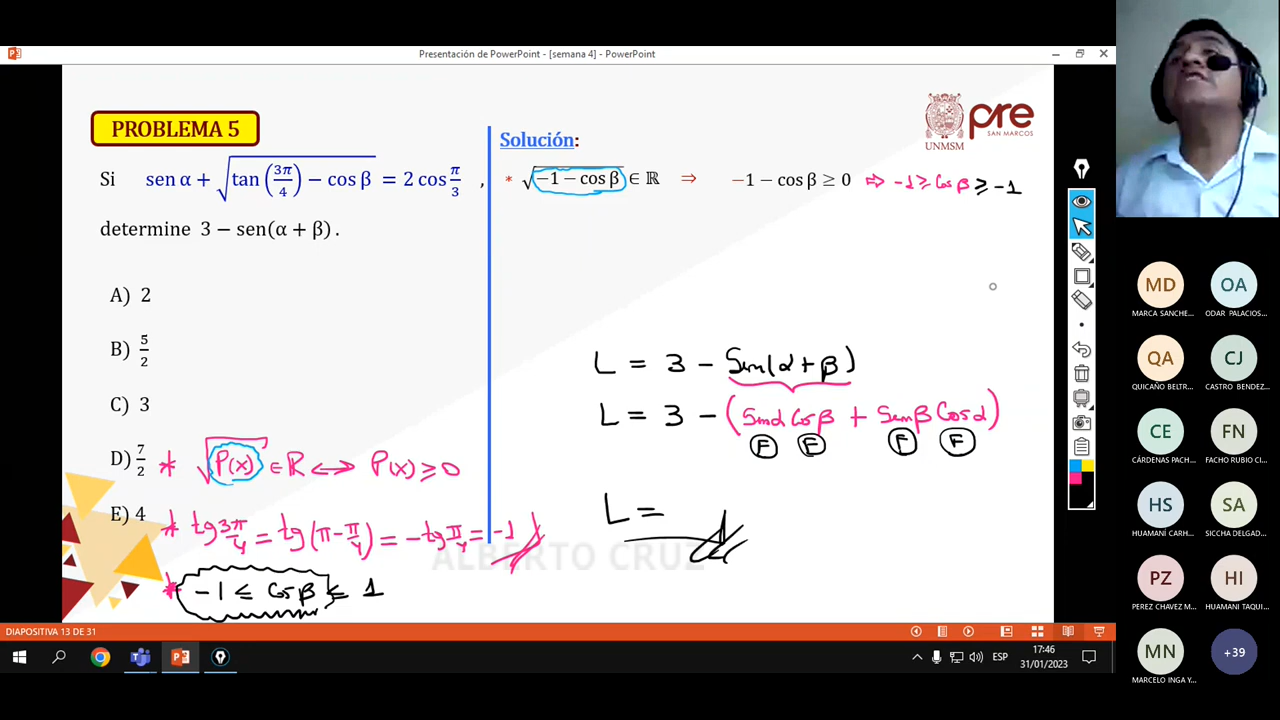 Presentación de PowerPoint - [semana 4] - PowerPoint
PROBLEMA 5
Si sen α + √(tan(3π/4) − cos β) = 2 cos π/3 ,
determine 3 − sen(α + β) .
A) 2
B) 5/2
C) 3
D) 7/2
E) 4
* √P(x) ∈ ℝ ↔ P(x) ≥ 0
* tg 3π/4 = tg(π − π/4) = −tg π/4 = −1
* −1 ≤ Cos β ≤ 1
Solución:
* √(−1 − cos β) ∈ ℝ ⇒ −1 − cos β ≥ 0 ⇨ −1 ≥ Cos β ≥ −1
L = 3 − Sen(α + β)
L = 3 − (Senα Cosβ + Senβ Cosα)
F F F F
L =
ALBERTO CRUZ
UNMSM
pre
SAN MARCOS
MD
MARCA SANCHE...
OA
ODAR PALACIOS...
QA
QUICAÑO BELTR...
CJ
CASTRO BENDEZ...
CE
CÁRDENAS PACH...
FN
FACHO RUBIO CI...
HS
HUAMANÍ CARH...
SA
SICCHA DELGAD...
PZ
PEREZ CHAVEZ M...
HI
HUAMANI TAQUI...
MN
MARCELO INGA Y...
+39
DIAPOSITIVA 13 DE 31
ESP
17:46
31/01/2023